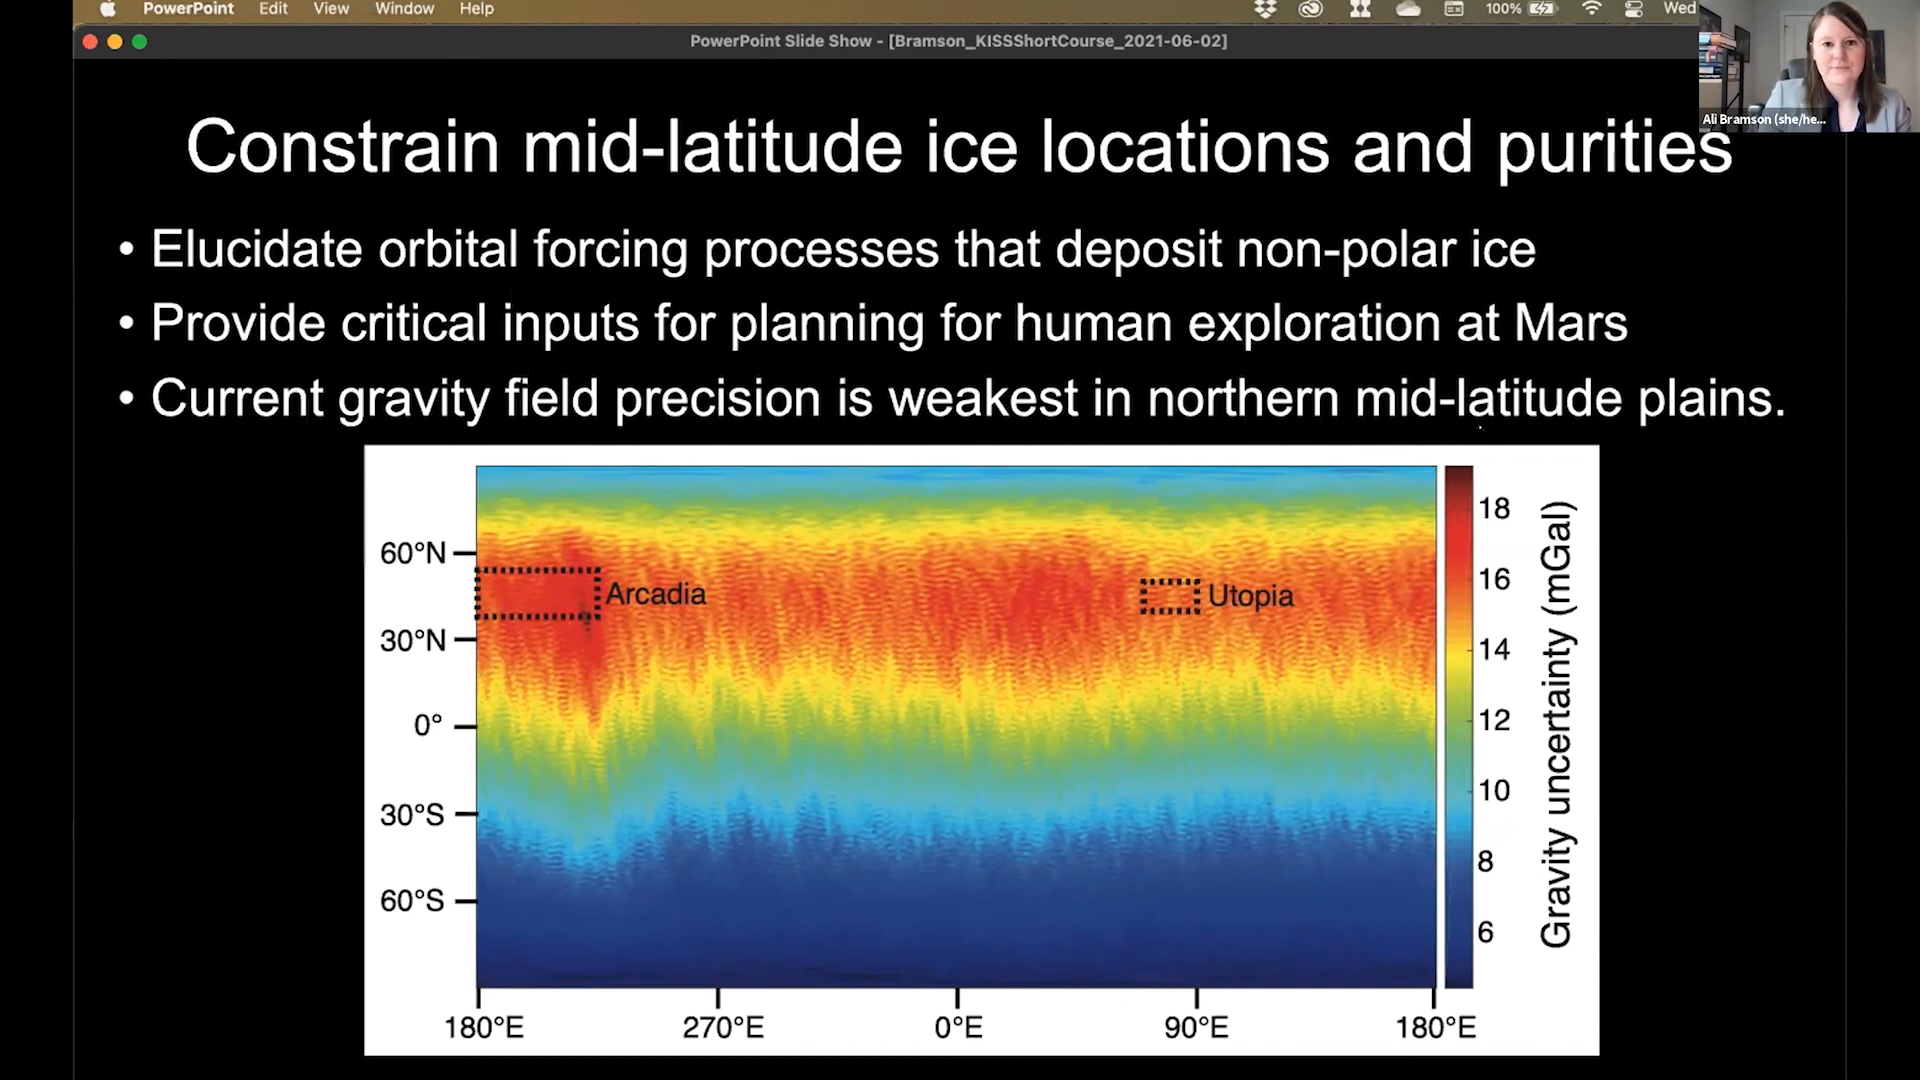 PowerPoint Edit View Window Help 100% Wed
PowerPoint Slide Show - [Bramson_KISSShortCourse_2021-06-02]
Ali Bramson (she/he...
Constrain mid-latitude ice locations and purities
• Elucidate orbital forcing processes that deposit non-polar ice
• Provide critical inputs for planning for human exploration at Mars
• Current gravity field precision is weakest in northern mid-latitude plains.
60°N
30°N
0°
30°S
60°S
Arcadia
Utopia
180°E 270°E 0°E 90°E 180°E
18
16
14
12
10
8
6
Gravity uncertainty (mGal)